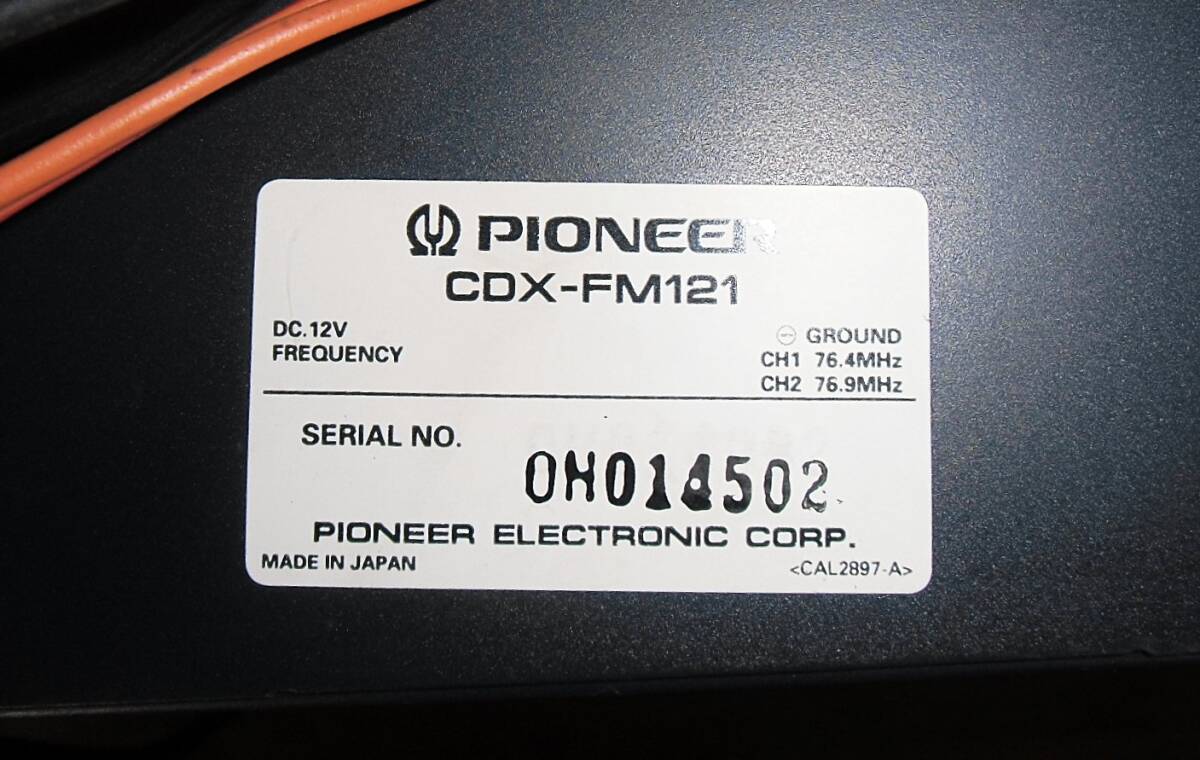 PIONEER
CDX-FM121
DC.12V ⊖ GROUND
FREQUENCY CH1 76.4MHz
CH2 76.9MHz
SERIAL NO.
OH014502
PIONEER ELECTRONIC CORP.
MADE IN JAPAN <CAL2897-A>